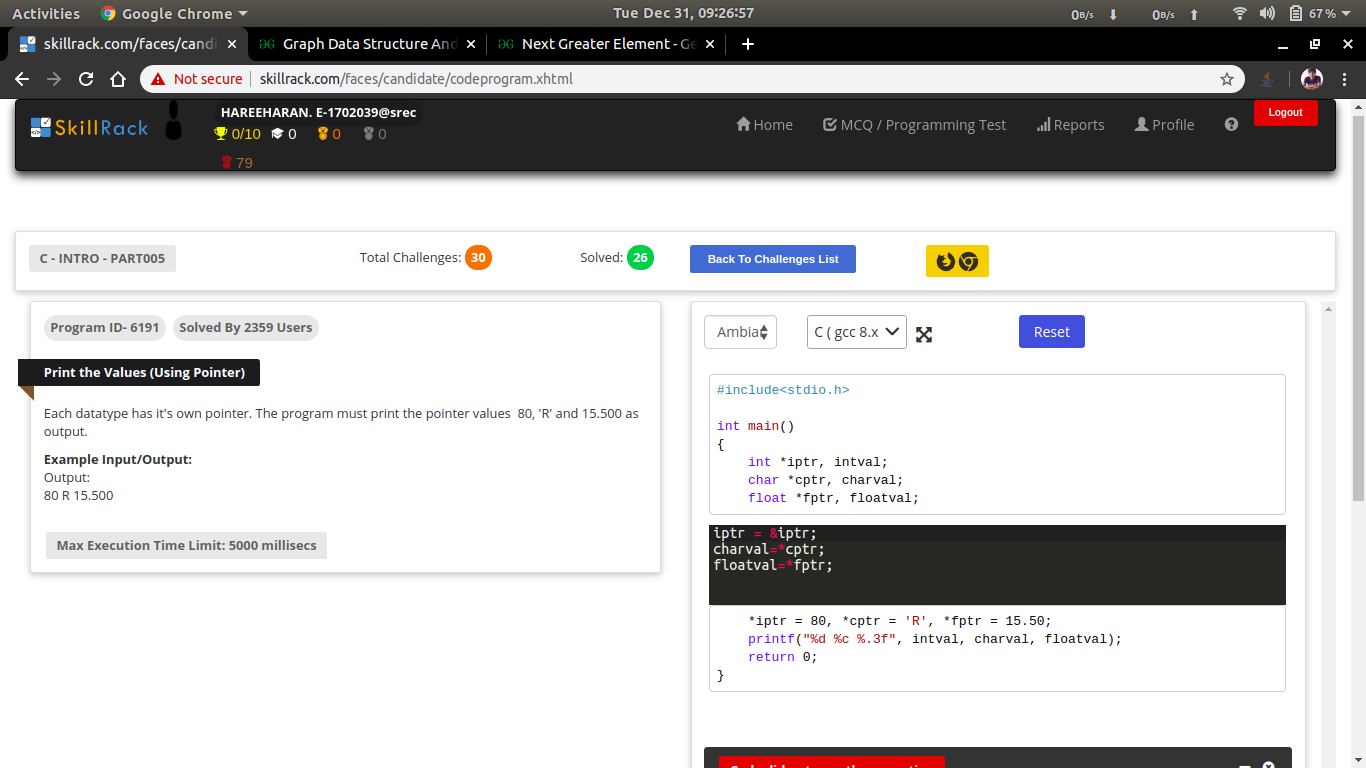 Activities Google Chrome Tue Dec 31, 09:26:57 0B/s 0B/s 67 %
skillrack.com/faces/candi Graph Data Structure And Next Greater Element - Ge
Not secure skillrack.com/faces/candidate/codeprogram.xhtml
SkillRack
HAREEHARAN. E-1702039@srec
0/10 0 0 0
79
Home MCQ / Programming Test Reports Profile
Logout
C - INTRO - PART005 Total Challenges: 30 Solved: 26 Back To Challenges List
Program ID- 6191 Solved By 2359 Users
Print the Values (Using Pointer)
Each datatype has it's own pointer. The program must print the pointer values 80, 'R' and 15.500 as
output.
Example Input/Output:
Output:
80 R 15.500
Max Execution Time Limit: 5000 millisecs
Ambia C ( gcc 8.x Reset
#include<stdio.h>
int main()
{
int *iptr, intval;
char *cptr, charval;
float *fptr, floatval;
iptr = &iptr;
charval=*cptr;
floatval=*fptr;
*iptr = 80, *cptr = 'R', *fptr = 15.50;
printf("%d %c %.3f", intval, charval, floatval);
return 0;
}